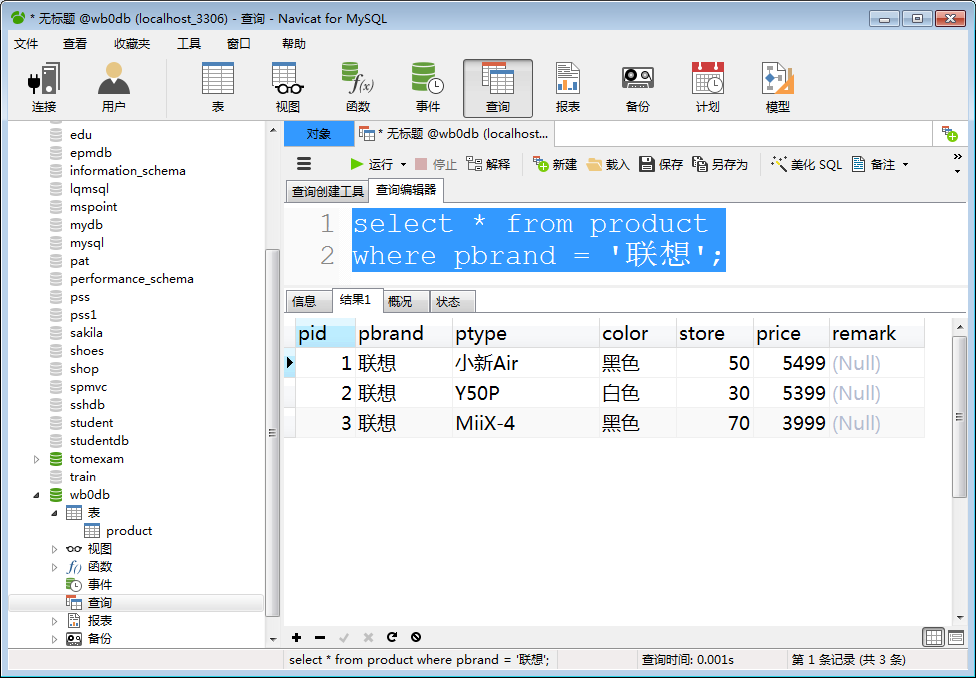 * 无标题 @wb0db (localhost_3306) - 查询 - Navicat for MySQL
文件 查看 收藏夹 工具 窗口 帮助
连接 用户 表 视图 函数 事件 查询 报表 备份 计划 模型
对象 * 无标题 @wb0db (localhost...
运行 停止 解释 新建 载入 保存 另存为 美化 SQL 备注
查询创建工具 查询编辑器
1 select * from product
2 where pbrand = '联想';
信息 结果1 概况 状态
pid pbrand ptype color store price remark
1 联想 小新Air 黑色 50 5499 (Null)
2 联想 Y50P 白色 30 5399 (Null)
3 联想 MiiX-4 黑色 70 3999 (Null)
edu
epmdb
information_schema
lqmsql
mspoint
mydb
mysql
pat
performance_schema
pss
pss1
sakila
shoes
shop
spmvc
sshdb
student
studentdb
tomexam
train
wb0db
表
product
视图
函数
事件
查询
报表
备份
select * from product where pbrand = '联想'; 查询时间: 0.001s 第 1 条记录 (共 3 条)